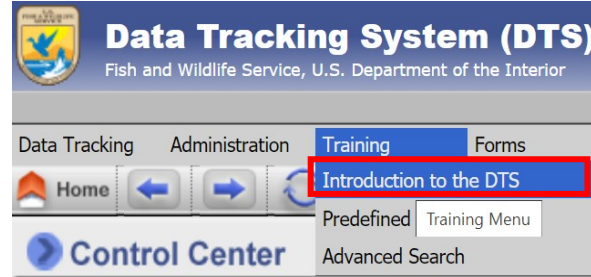 Data Tracking System (DTS)
Fish and Wildlife Service, U.S. Department of the Interior
Data Tracking Administration Training Forms
Home
Introduction to the DTS
Predefined
Training Menu
Control Center
Advanced Search